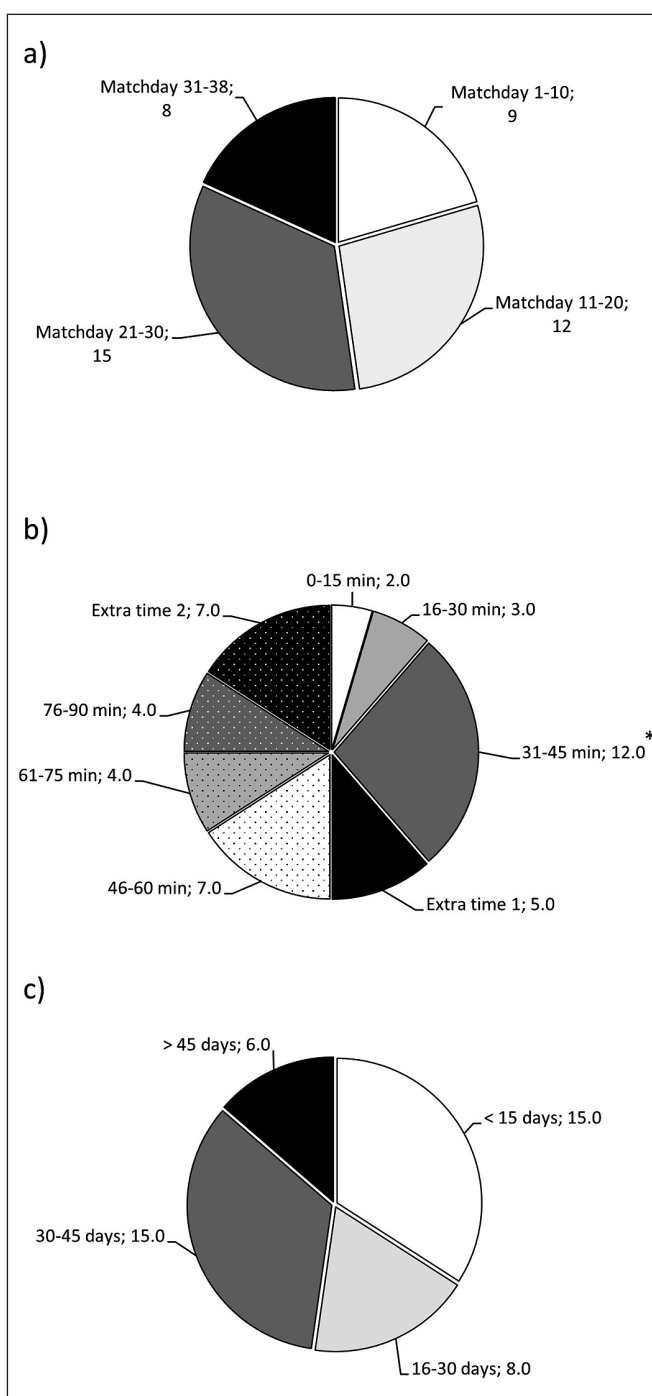 a)
Matchday 31-38;
8
Matchday 1-10;
9
Matchday 11-20;
12
Matchday 21-30;
15
b)
0-15 min; 2.0
Extra time 2; 7.0
16-30 min; 3.0
76-90 min; 4.0
31-45 min; 12.0*
61-75 min; 4.0
46-60 min; 7.0
Extra time 1; 5.0
c)
> 45 days; 6.0
< 15 days; 15.0
30-45 days; 15.0
16-30 days; 8.0